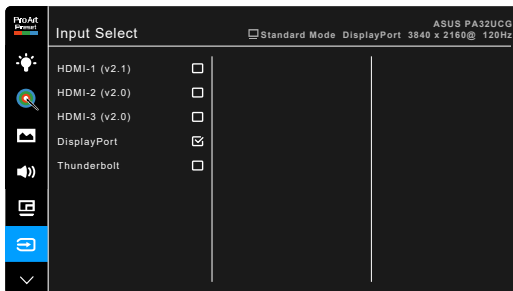 ProArt
Preset
Input Select
ASUS PA32UCG
Standard Mode DisplayPort 3840 x 2160@ 120Hz
HDMI-1 (v2.1)
HDMI-2 (v2.0)
HDMI-3 (v2.0)
DisplayPort
Thunderbolt